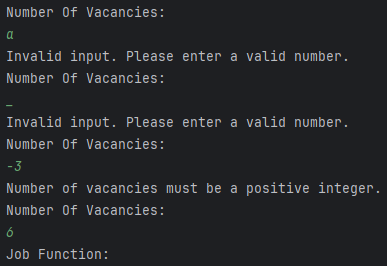 Number Of Vacancies:
a
Invalid input. Please enter a valid number.
Number Of Vacancies:
_
Invalid input. Please enter a valid number.
Number Of Vacancies:
-3
Number of vacancies must be a positive integer.
Number Of Vacancies:
6
Job Function: